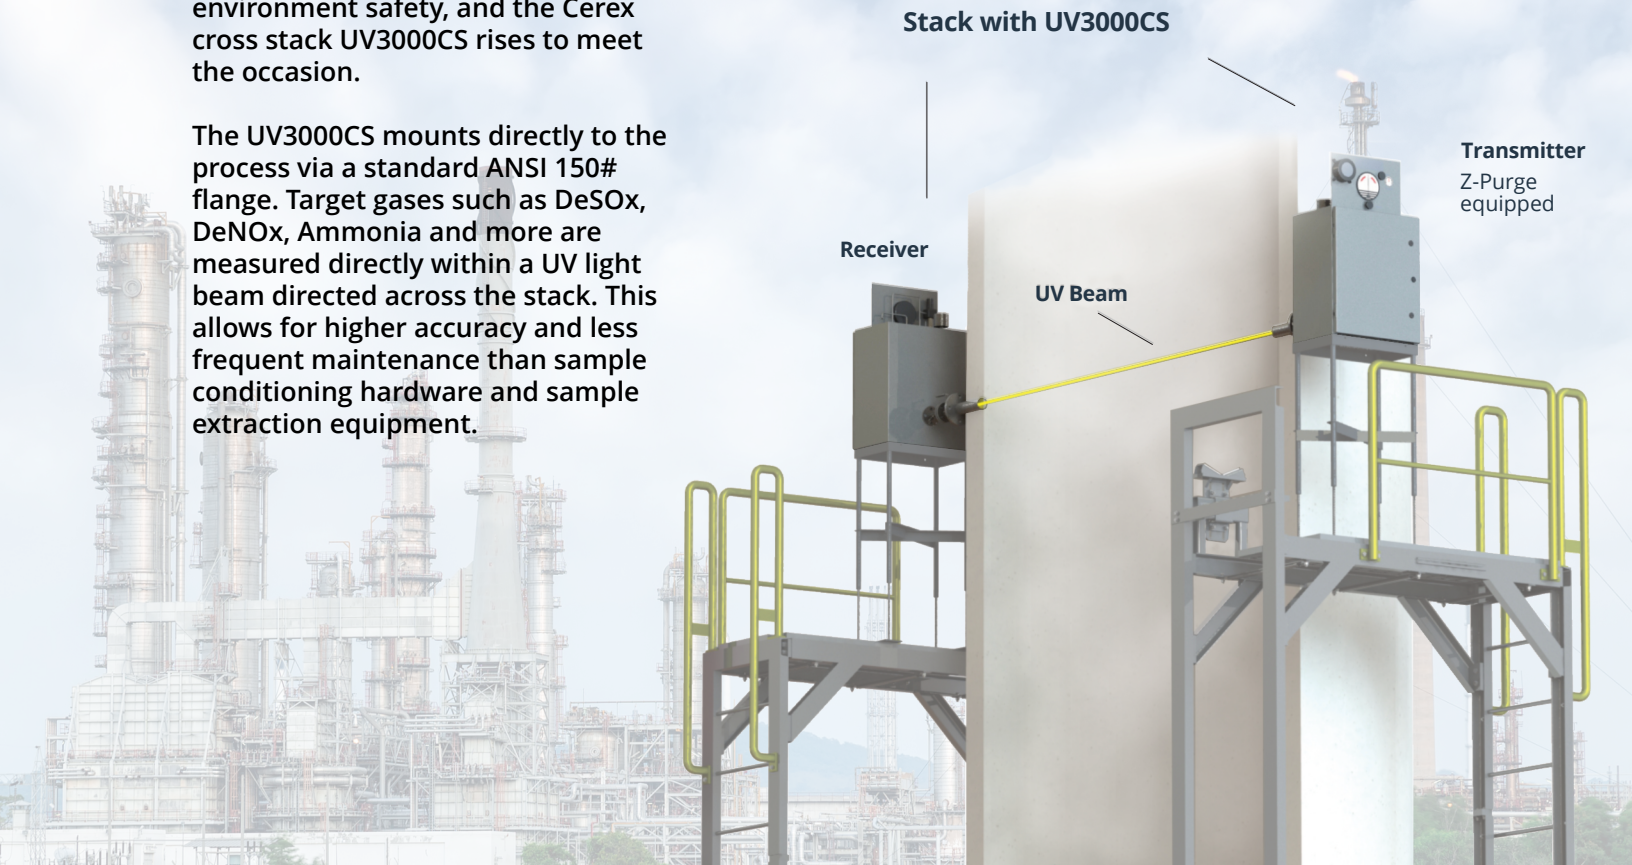 environment safety, and the Cerex
cross stack UV3000CS rises to meet
the occasion.
The UV3000CS mounts directly to the
process via a standard ANSI 150#
flange. Target gases such as DeSOx,
DeNOx, Ammonia and more are
measured directly within a UV light
beam directed across the stack. This
allows for higher accuracy and less
frequent maintenance than sample
conditioning hardware and sample
extraction equipment.
Stack with UV3000CS
Transmitter
Z-Purge
equipped
Receiver
UV Beam